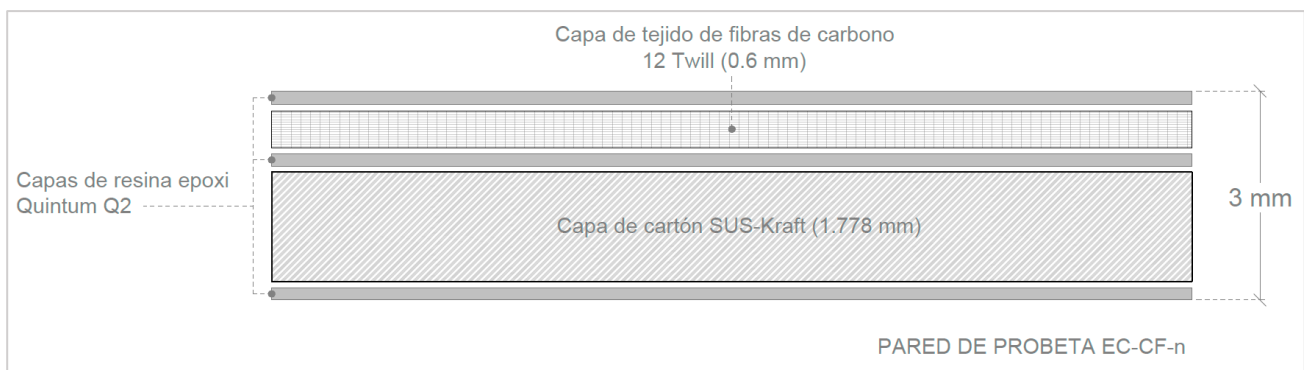 Capa de tejido de fibras de carbono
12 Twill (0.6 mm)
Capas de resina epoxi
Quintum Q2
3 mm
Capa de cartón SUS-Kraft (1.778 mm)
PARED DE PROBETA EC-CF-n